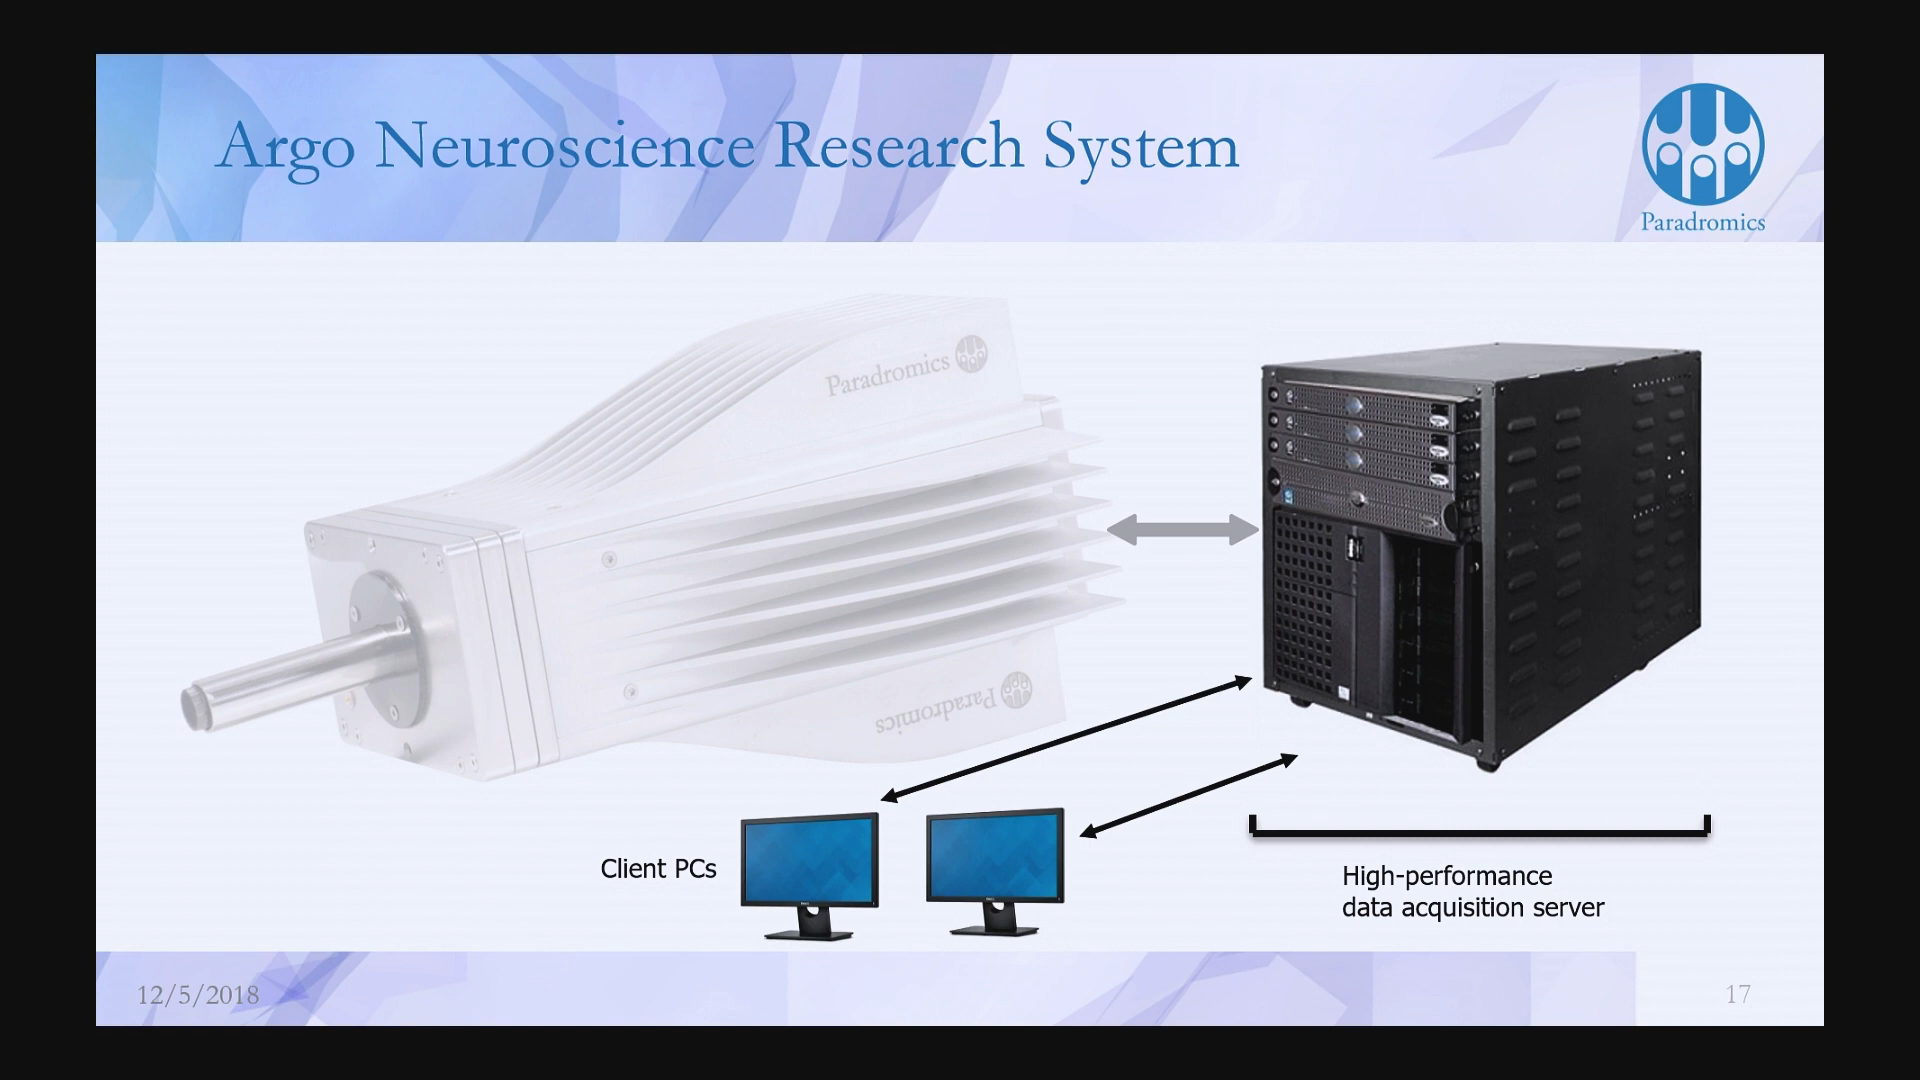 Argo Neuroscience Research System
Paradromics
Paradromics
Paradromics
Client PCs
High-performance
data acquisition server
12/5/2018
17